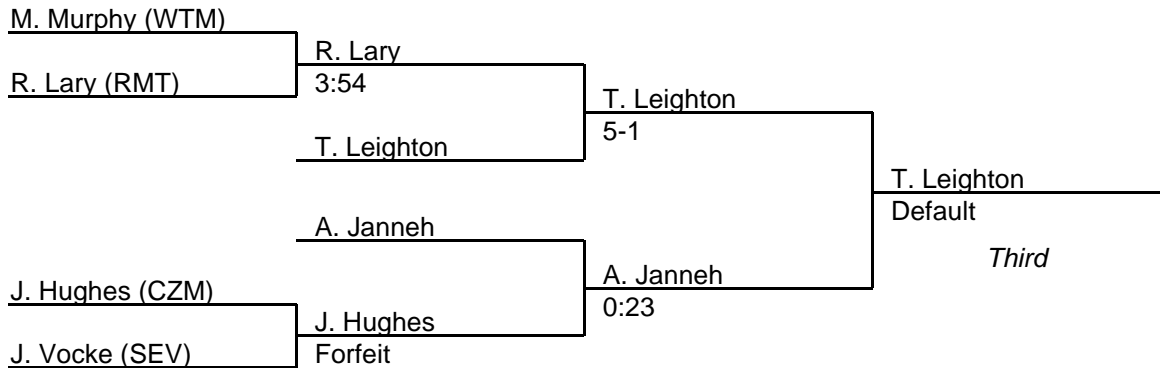 M. Murphy (WTM)
R. Lary
R. Lary (RMT)
3:54
T. Leighton
5-1
T. Leighton
T. Leighton
Default
A. Janneh
Third
A. Janneh
J. Hughes (CZM)
0:23
J. Hughes
J. Vocke (SEV)
Forfeit